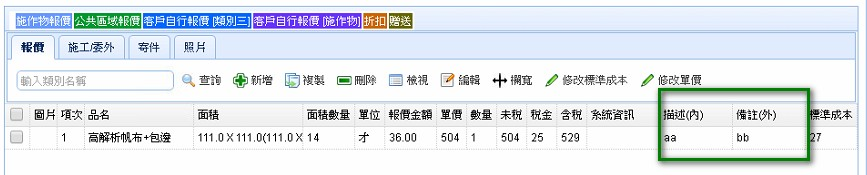 施作物報價 公共區域報價 客戶自行報價 [類別三] 客戶自行報價 [施作物] 折扣 贈送
報價 施工/委外 寄件 照片
輸入類別名稱 查詢 新增 複製 刪除 檢視 編輯 欄寬 修改標準成本 修改單價
圖片 項次 品名 面積 面積數量 單位 報價金額 單價 數量 未稅 稅金 含稅 系統資訊 描述(內) 備註(外) 標準成本
1 高解析帆布+包邊 111.0 X 111.0(111.0 X 14 才 36.00 504 1 504 25 529 aa bb 27